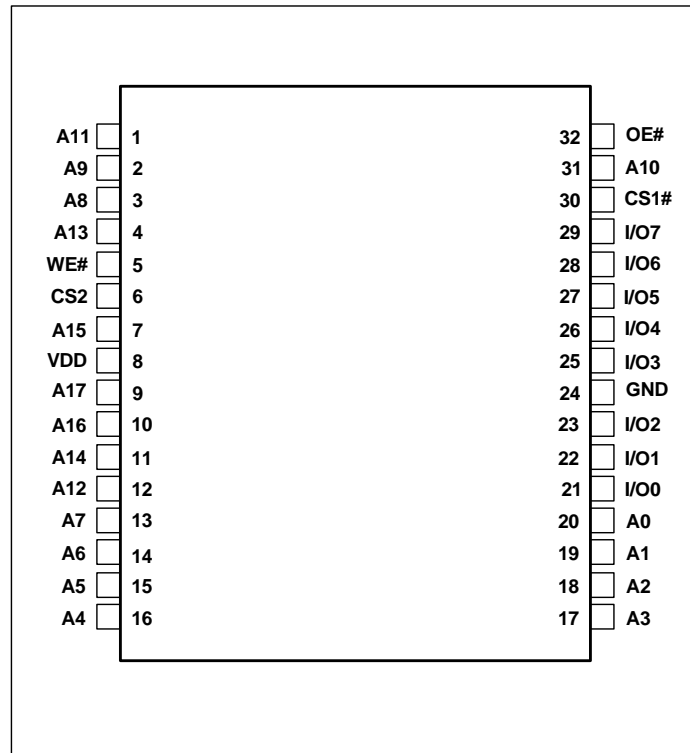 A11 1 32 OE#
A9 2 31 A10
A8 3 30 CS1#
A13 4 29 I/O7
WE# 5 28 I/O6
CS2 6 27 I/O5
A15 7 26 I/O4
VDD 8 25 I/O3
A17 9 24 GND
A16 10 23 I/O2
A14 11 22 I/O1
A12 12 21 I/O0
A7 13 20 A0
A6 14 19 A1
A5 15 18 A2
A4 16 17 A3